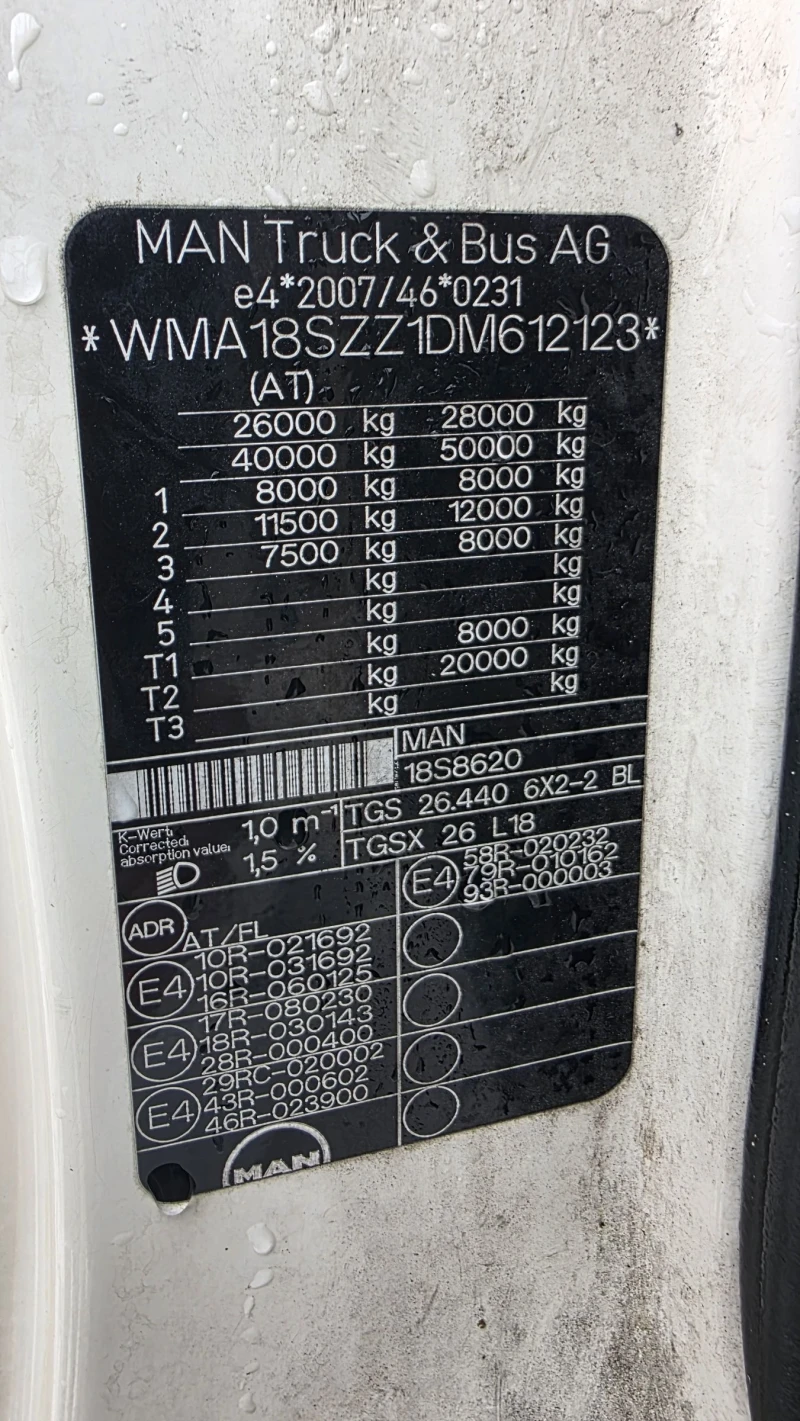 MAN Truck & Bus AG
e4*2007/46*0231
*WMA18SZZ1DM612123*
(AT)
26000 kg 28000 kg
40000 kg 50000 kg
1 8000 kg 8000 kg
2 11500 kg 12000 kg
3 7500 kg 8000 kg
4 kg kg
5 kg kg
T1 kg 8000 kg
T2 kg 20000 kg
T3 kg kg
MAN
18S8620
TGS 26.440 6X2-2 BL
TGSX 26 L18
K-Wert:
Corrected:
absorption value:
1,0 m⁻¹
1,5 %
E4
58R-020232
79R-010162
93R-000003
ADR AT/FL
E4
10R-021692
10R-031692
16R-060125
E4
17R-080230
18R-030143
28R-000400
E4
29RC-020002
43R-000602
46R-023900
MAN